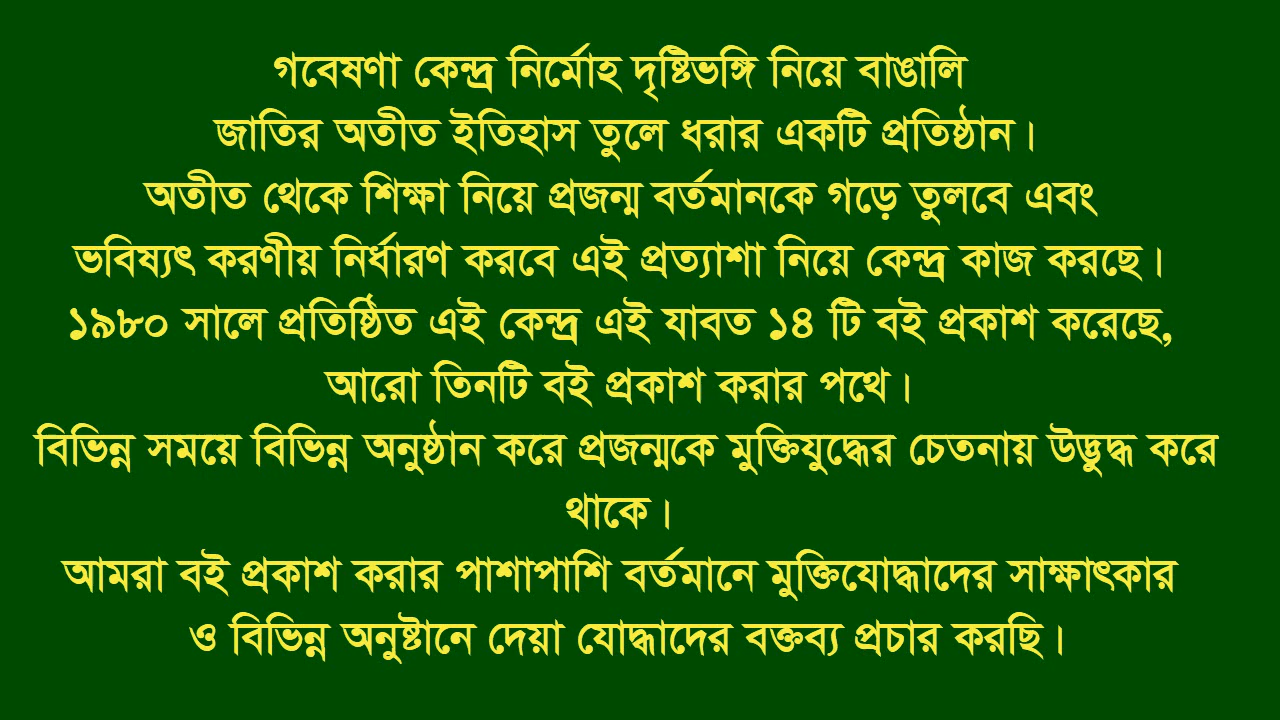 গবেষণা কেন্দ্র নির্মোহ দৃষ্টিভঙ্গি নিয়ে বাঙালি
জাতির অতীত ইতিহাস তুলে ধরার একটি প্রতিষ্ঠান।
অতীত থেকে শিক্ষা নিয়ে প্রজন্ম বর্তমানকে গড়ে তুলবে এবং
ভবিষ্যৎ করণীয় নির্ধারণ করবে এই প্রত্যাশা নিয়ে কেন্দ্র কাজ করছে।
১৯৮০ সালে প্রতিষ্ঠিত এই কেন্দ্র এই যাবত ১৪ টি বই প্রকাশ করেছে,
আরো তিনটি বই প্রকাশ করার পথে।
বিভিন্ন সময়ে বিভিন্ন অনুষ্ঠান করে প্রজন্মকে মুক্তিযুদ্ধের চেতনায় উদ্ভুদ্ধ করে
থাকে।
আমরা বই প্রকাশ করার পাশাপাশি বর্তমানে মুক্তিযোদ্ধাদের সাক্ষাৎকার
ও বিভিন্ন অনুষ্টানে দেয়া যোদ্ধাদের বক্তব্য প্রচার করছি।